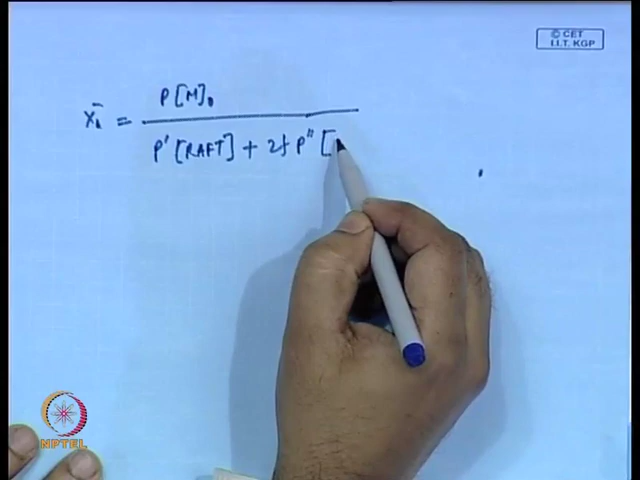 © CET
I.I.T. KGP
P[M]₀
x̄ₙ =
P' [RAFT] + 2f P'' [
NPTEL